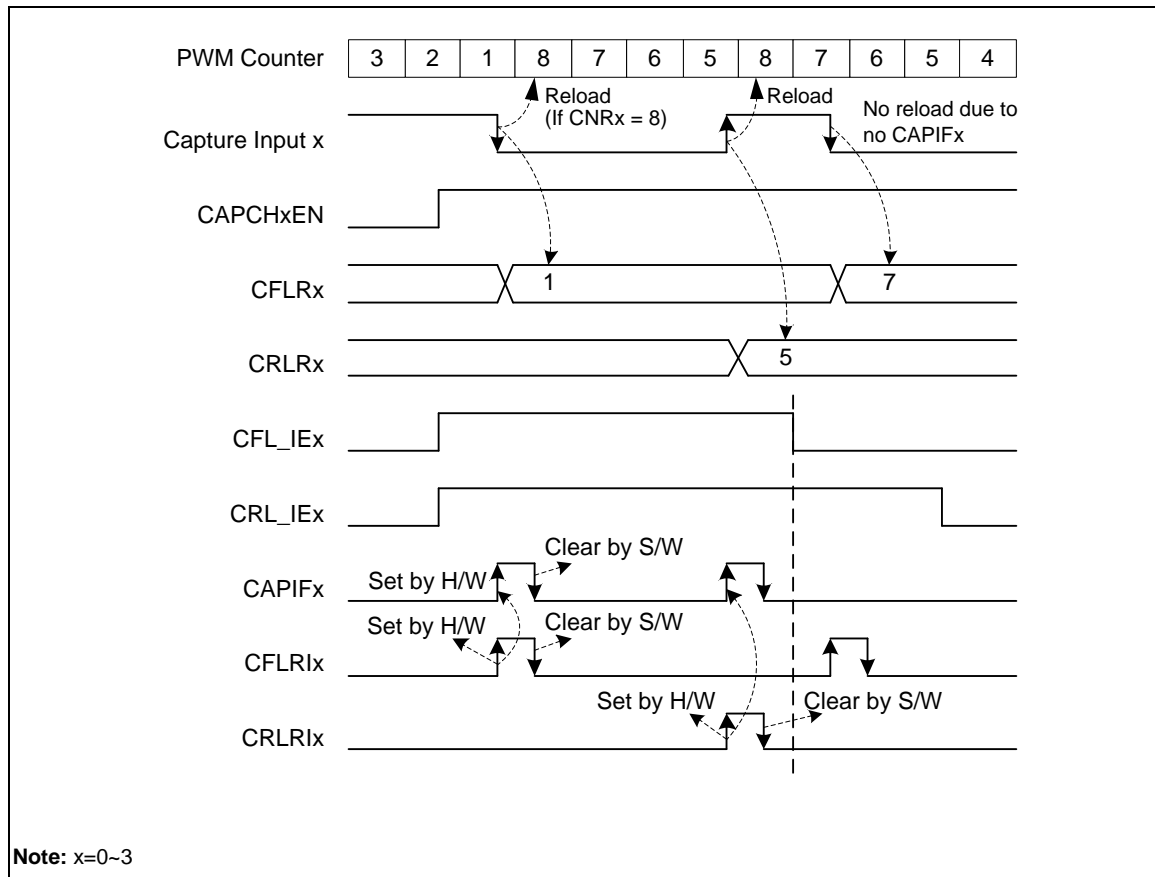 PWM Counter 3 2 1 8 7 6 5 8 7 6 5 4
Reload
(If CNRx = 8)
Reload
No reload due to
no CAPIFx
Capture Input x
CAPCHxEN
CFLRx 1 7
CRLRx 5
CFL_IEx
CRL_IEx
Clear by S/W
CAPIFx Set by H/W
Set by H/W Clear by S/W
CFLRIx
Set by H/W Clear by S/W
CRLRIx
Note: x=0~3